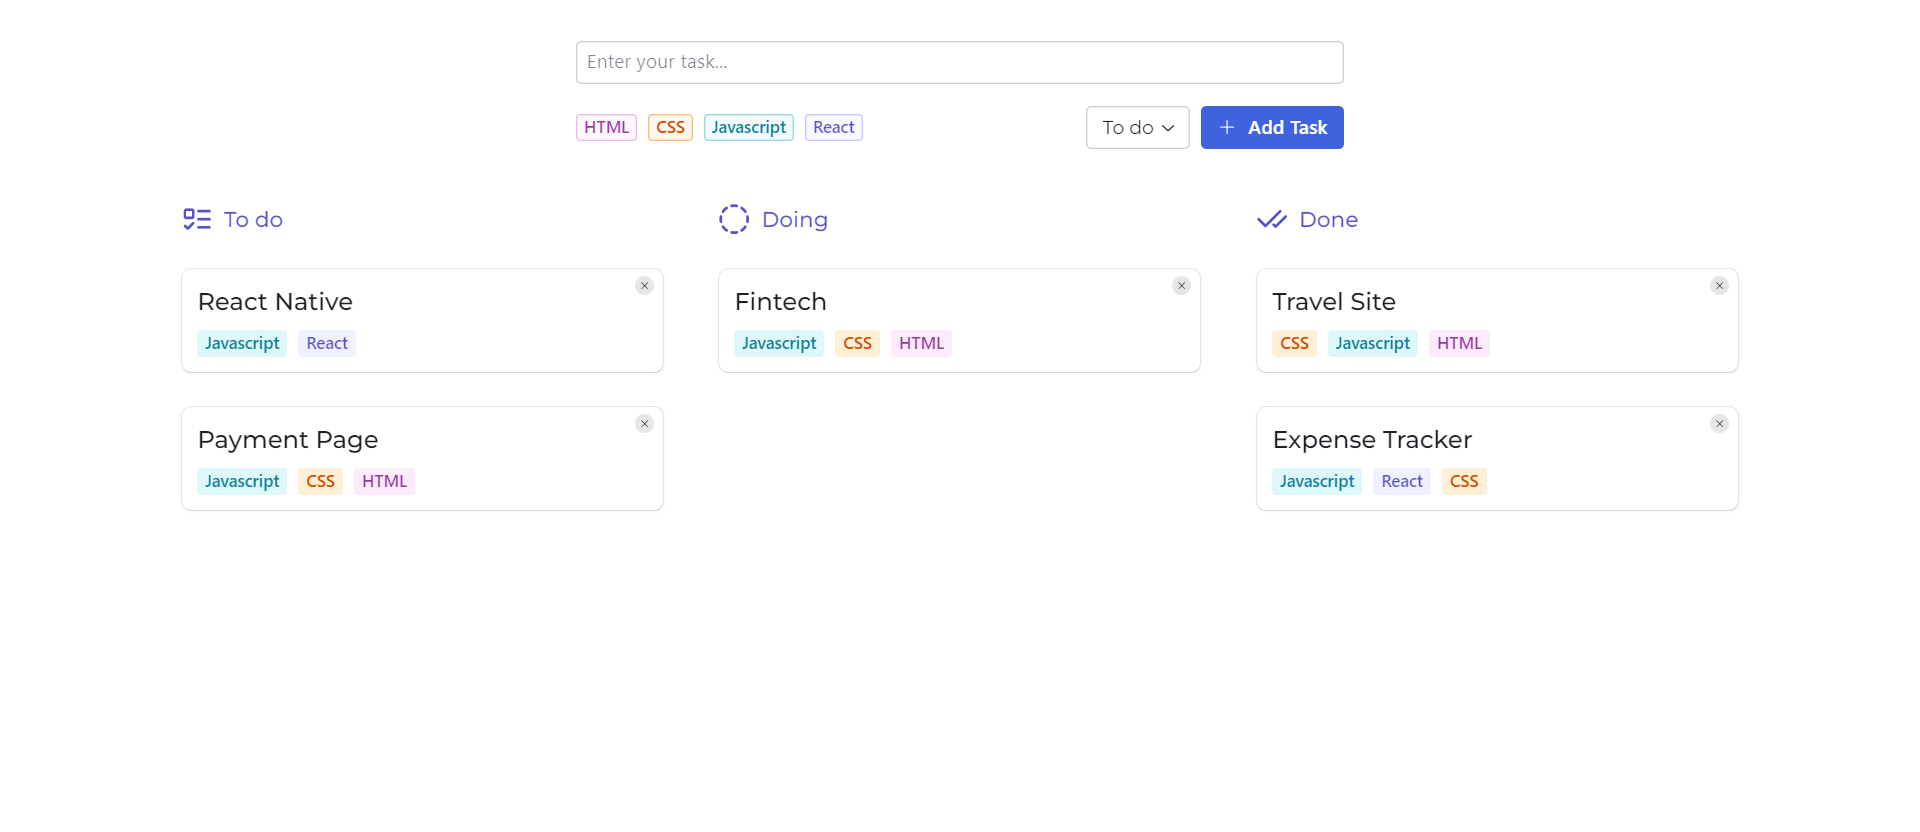 Enter your task...
HTML CSS Javascript React To do Add Task
To do
React Native
Javascript React
Payment Page
Javascript CSS HTML
Doing
Fintech
Javascript CSS HTML
Done
Travel Site
CSS Javascript HTML
Expense Tracker
Javascript React CSS